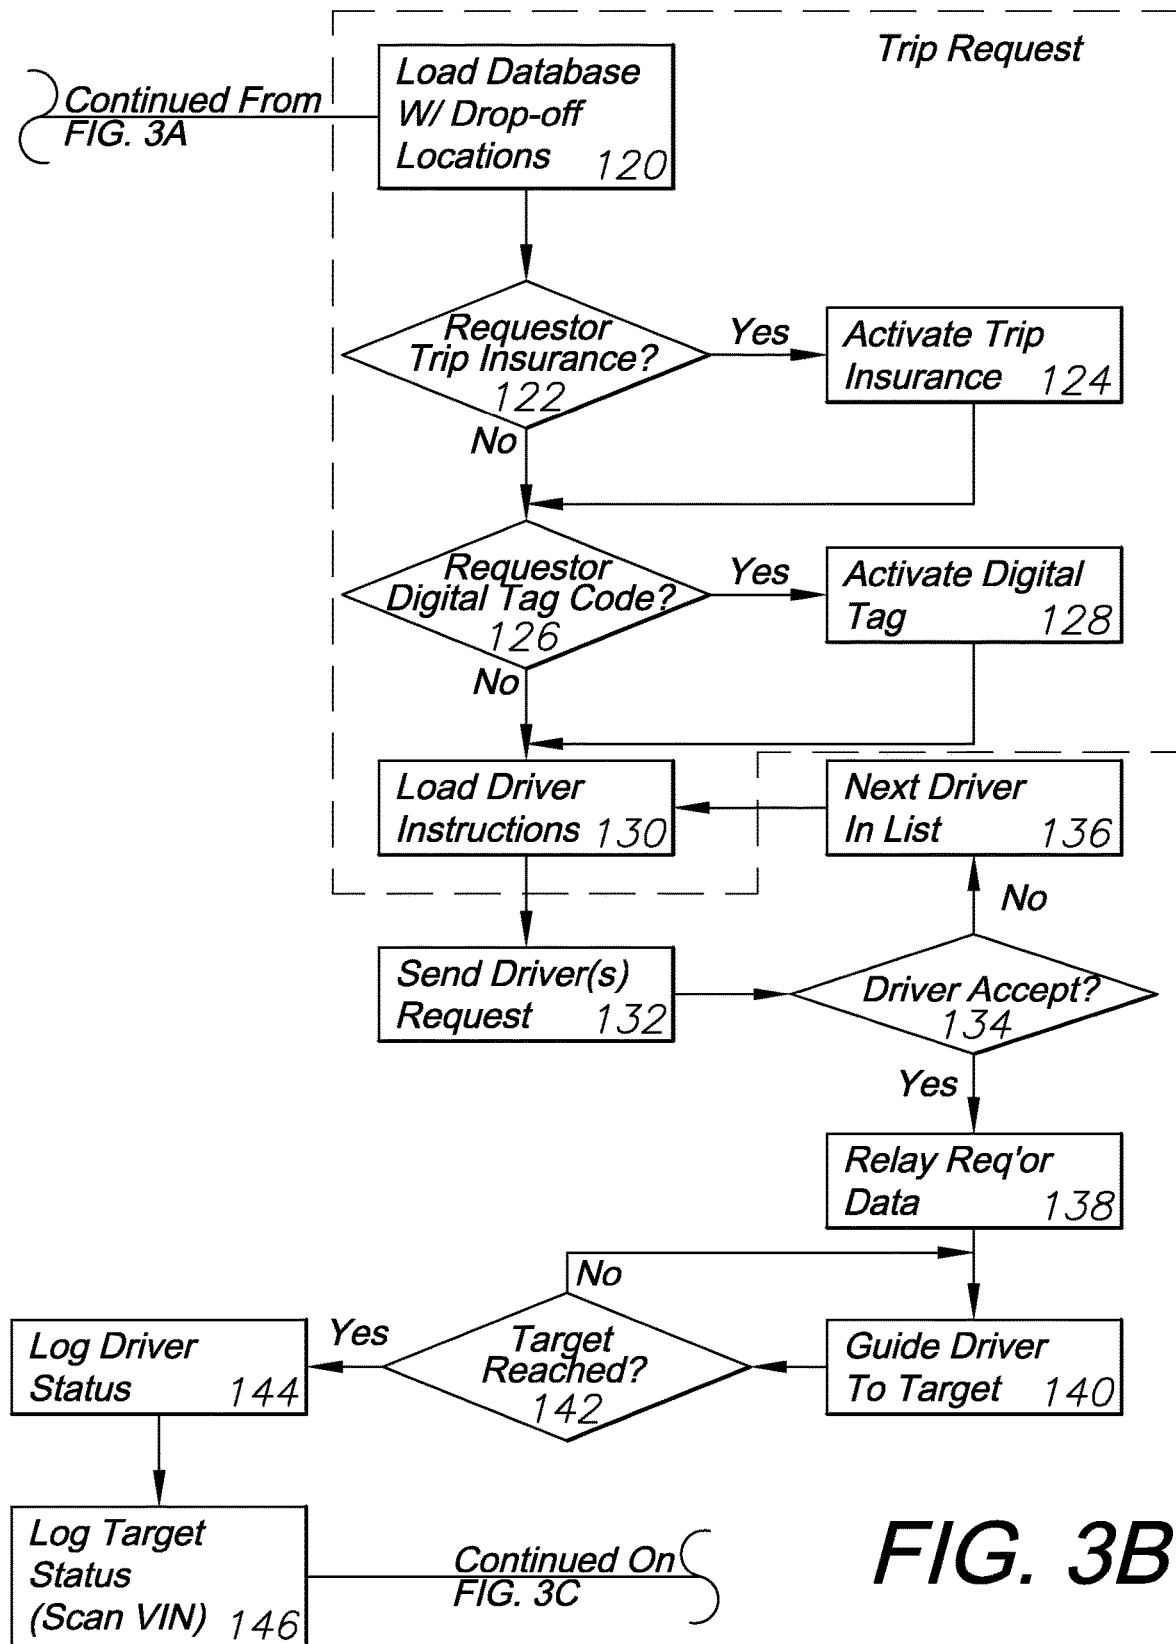 Trip Request
Continued From
FIG. 3A
Load Database
W/ Drop-off
Locations 120
Requestor
Trip Insurance?
122
Yes
Activate Trip
Insurance 124
No
Requestor
Digital Tag Code?
126
Yes
Activate Digital
Tag 128
No
Load Driver
Instructions 130
Next Driver
In List 136
No
Send Driver(s)
Request 132
Driver Accept?
134
Yes
Relay Req'or
Data 138
No
Guide Driver
To Target 140
Target
Reached?
142
Yes
Log Driver
Status 144
Log Target
Status
(Scan VIN) 146
Continued On
FIG. 3C
FIG. 3B